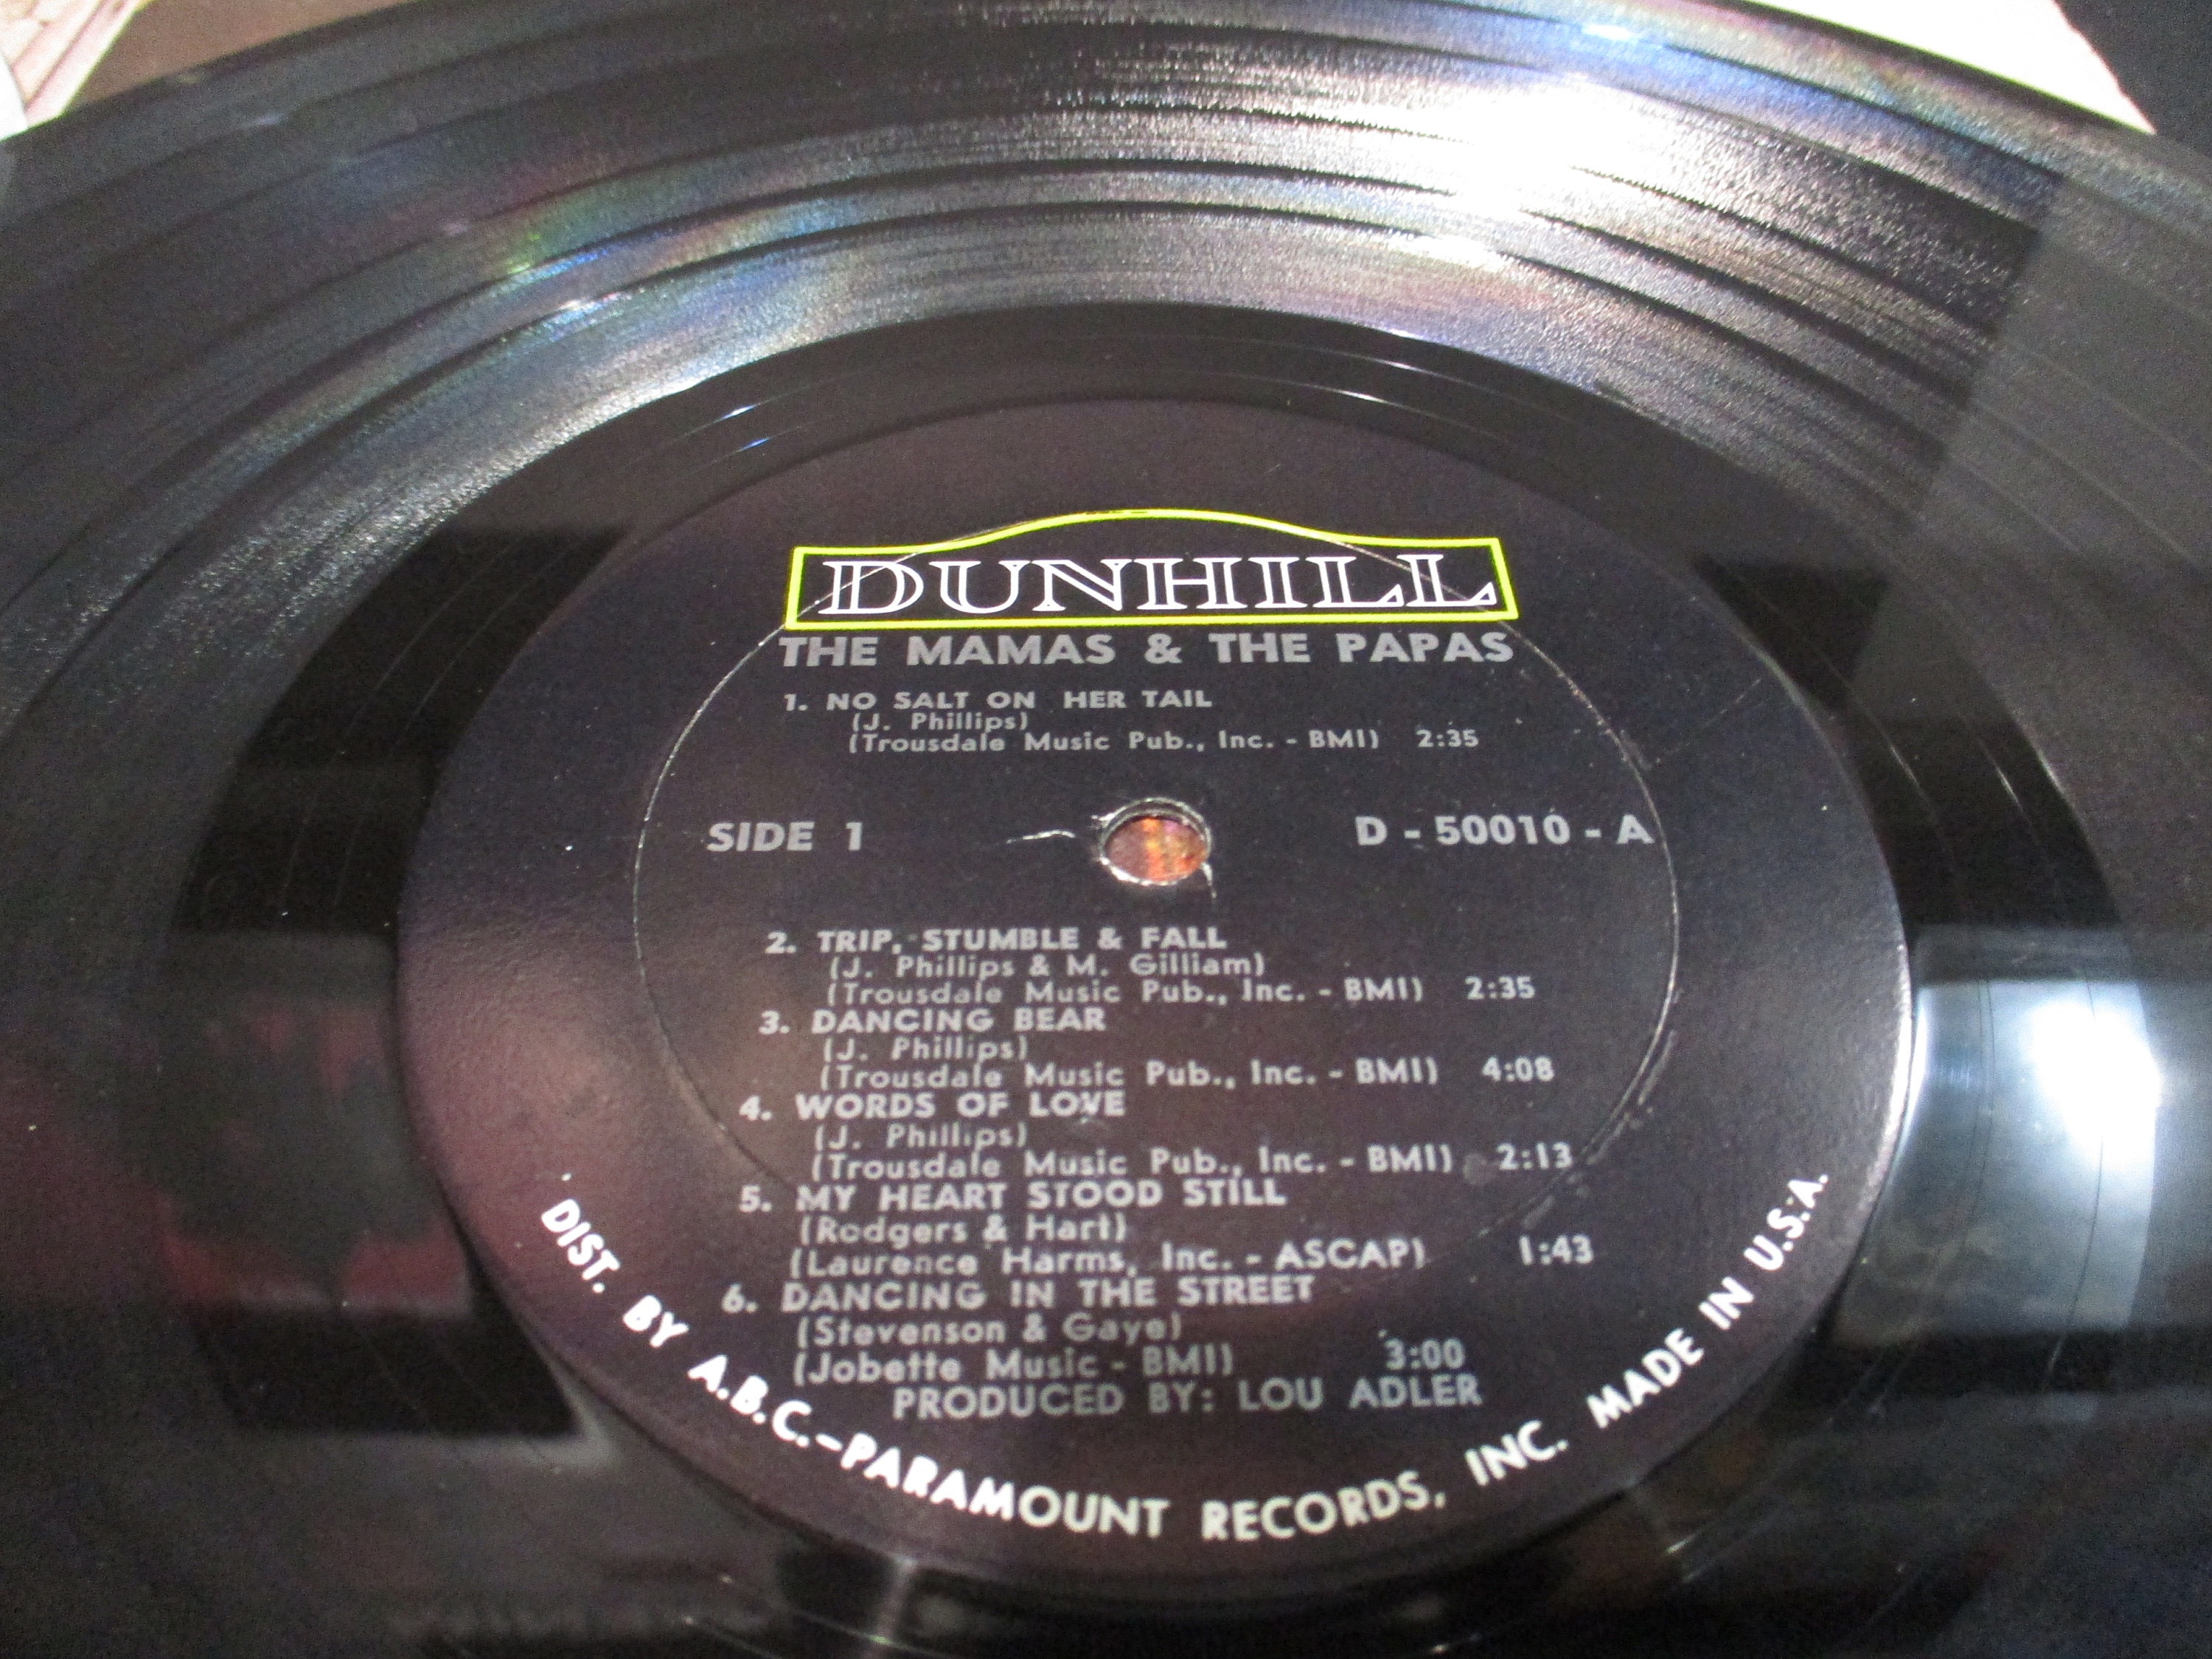 DUNHILL
THE MAMAS & THE PAPAS
1. NO SALT ON HER TAIL
(J. Phillips)
(Trousdale Music Pub., Inc. - BMI) 2:35
SIDE 1
D - 50010 - A
2. TRIP, STUMBLE & FALL
(J. Phillips & M. Gilliam)
(Trousdale Music Pub., Inc. - BMI) 2:35
3. DANCING BEAR
(J. Phillips)
(Trousdale Music Pub., Inc. - BMI) 4:08
4. WORDS OF LOVE
(J. Phillips)
(Trousdale Music Pub., Inc. - BMI) 2:13
5. MY HEART STOOD STILL
(Rodgers & Hart)
(Laurence Harms, Inc. - ASCAP) 1:43
6. DANCING IN THE STREET
(Stevenson & Gaye)
(Jobette Music - BMI) 3:00
PRODUCED BY: LOU ADLER
DIST. BY A.B.C.-PARAMOUNT RECORDS, INC. MADE IN U.S.A.